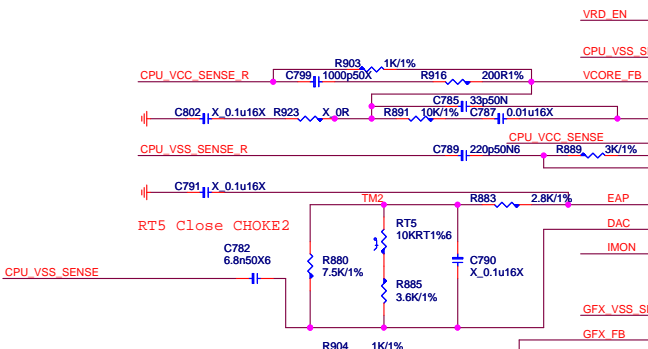 VRD_EN
CPU_VSS_S
R903 1K/1%
CPU_VCC_SENSE_R C799 1000p50X R916 200R1% VCORE_FB
C785 33p50N
C802 X_0.1u16X R923 X_0R R891 10K/1% C787 0.01u16X
CPU_VCC_SENSE
CPU_VSS_SENSE_R C789 220p50N6 R889 3K/1%
C791 X_0.1u16X
TM2 R883 2.8K/1% EAP
RT5 Close CHOKE2
RT5
10KRT1%6
DAC
C782
6.8n50X6
IMON
R880
7.5K/1%
C790
X_0.1u16X
CPU_VSS_SENSE
R885
3.6K/1%
GFX_VSS_S
GFX_FB
R904 1K/1%